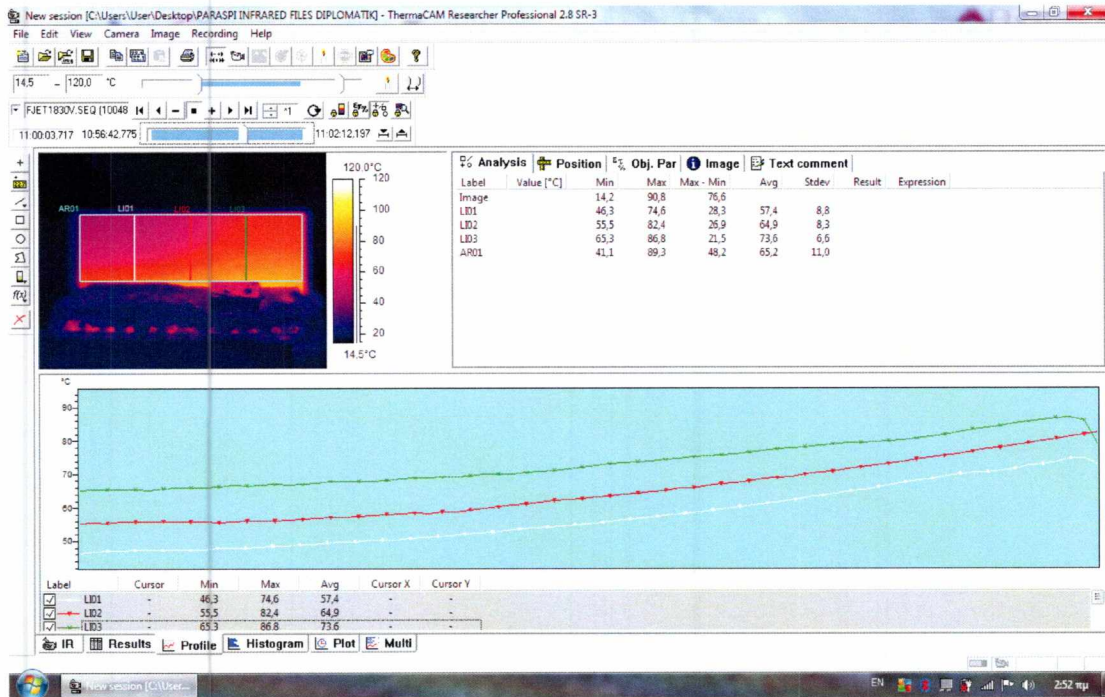 New session [C:\Users\User\Desktop\PARASPI INFRARED FILES DIPLOMATIK] - ThermaCAM Researcher Professional 2.8 SR-3
File Edit View Camera Image Recording Help
14,5 - 120,0 °C
FJET1830V.SEQ (10048
11:00:03,717 10:56:42,775 11:02:12,197
120,0°C
120
100
80
60
40
20
14,5°C
AR01 LI01 LI02 LI03
Analysis Position Obj. Par Image Text comment
Label Value [°C] Min Max Max - Min Avg Stdev Result Expression
Image 14,2 90,8 76,6
LI01 46,3 74,6 28,3 57,4 8,8
LI02 55,5 82,4 26,9 64,9 8,3
LI03 65,3 86,8 21,5 73,6 6,6
AR01 41,1 89,3 48,2 65,2 11,0
°C
90
80
70
60
50
Label Cursor Min Max Avg Cursor X Cursor Y
LI01 - 46,3 74,6 57,4 - -
LI02 - 55,5 82,4 64,9 - -
LI03 - 65,3 86,8 73,6 - -
IR Results Profile Histogram Plot Multi
New session [C:\User... EN 2:52 πμ